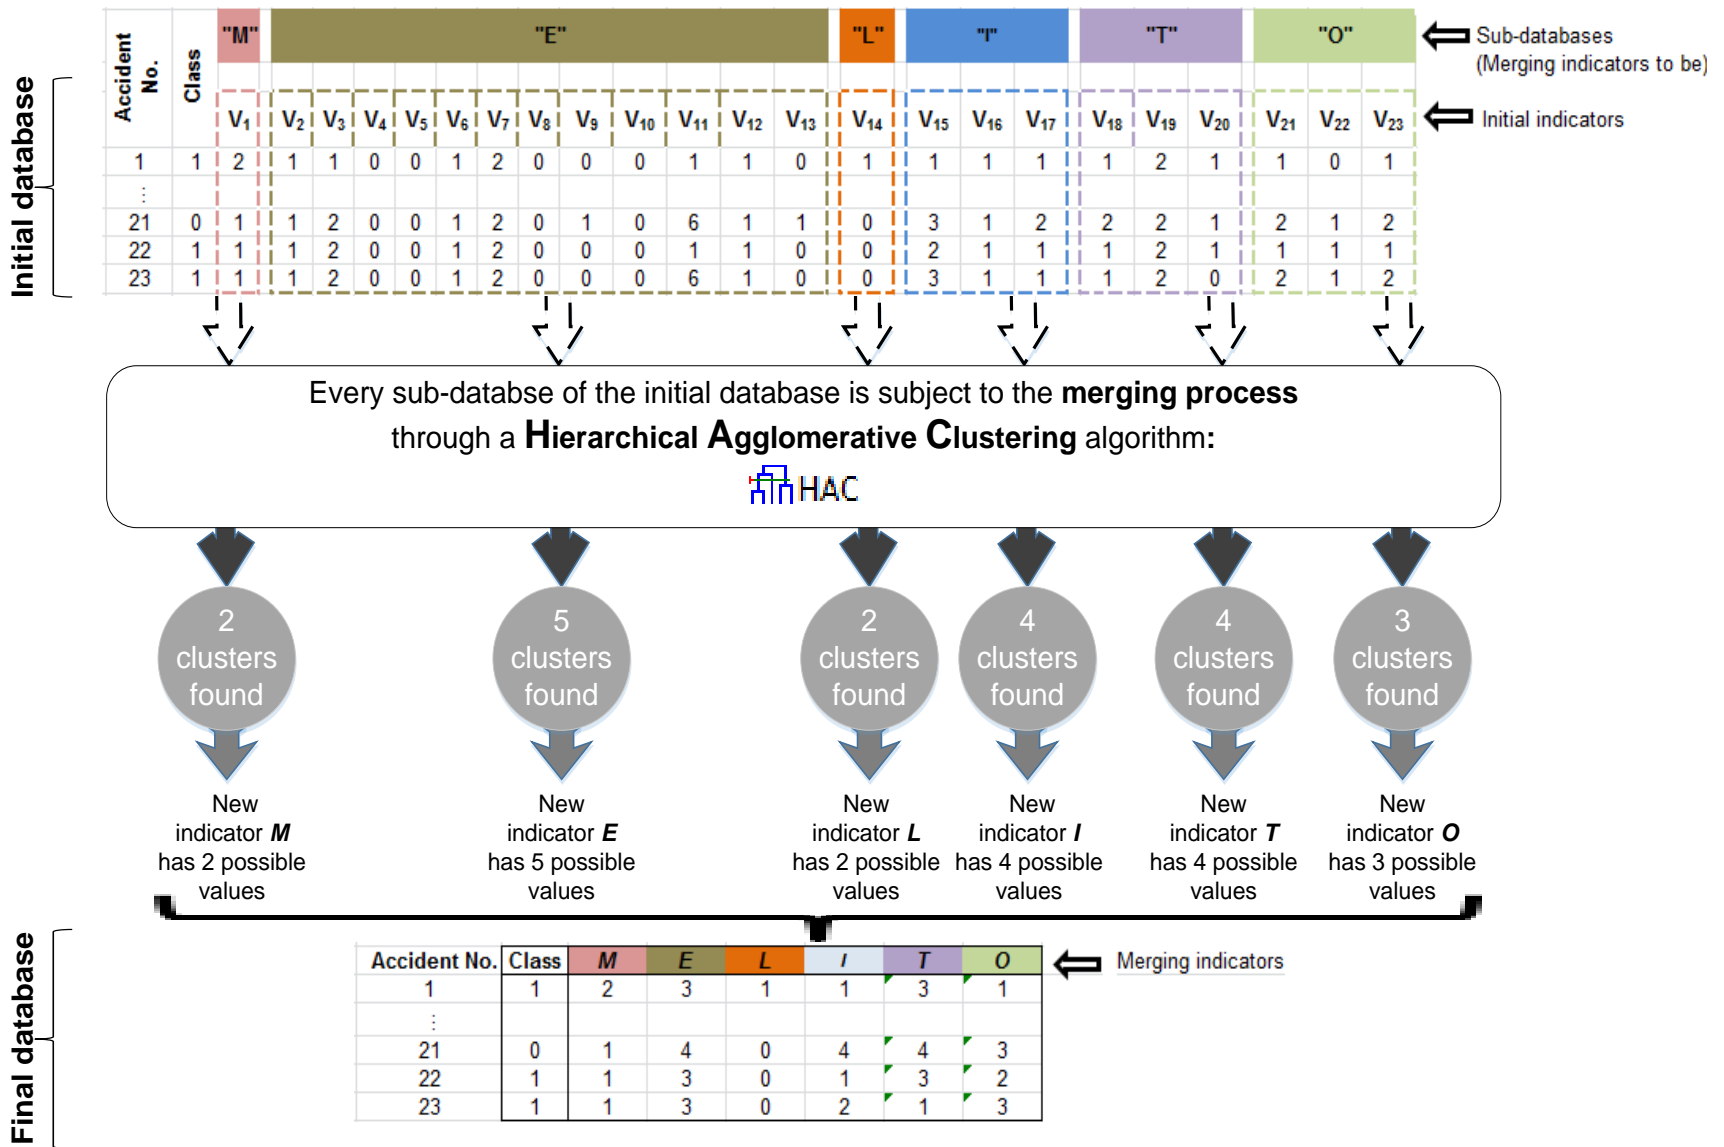 "M" "E" "L" "I" "T" "O"
Sub-databases
(Merging indicators to be)
Initial database
Accident No. Class V1 V2 V3 V4 V5 V6 V7 V8 V9 V10 V11 V12 V13 V14 V15 V16 V17 V18 V19 V20 V21 V22 V23
Initial indicators
1 1 2 1 1 0 0 1 2 0 0 0 1 1 0 1 1 1 1 1 2 1 1 0 1
⋮
21 0 1 1 2 0 0 1 2 0 1 0 6 1 1 0 3 1 2 2 2 1 2 1 2
22 1 1 1 2 0 0 1 2 0 0 0 1 1 0 0 2 1 1 1 2 1 1 1 1
23 1 1 1 2 0 0 1 2 0 0 0 6 1 0 0 3 1 1 1 2 0 2 1 2
Every sub-databse of the initial database is subject to the merging process
through a Hierarchical Agglomerative Clustering algorithm:
HAC
2
clusters
found
5
clusters
found
2
clusters
found
4
clusters
found
4
clusters
found
3
clusters
found
New
indicator M
has 2 possible
values
New
indicator E
has 5 possible
values
New
indicator L
has 2 possible
values
New
indicator I
has 4 possible
values
New
indicator T
has 4 possible
values
New
indicator O
has 3 possible
values
Final database
Accident No. Class M E L I T O
Merging indicators
1 1 2 3 1 1 3 1
⋮
21 0 1 4 0 4 4 3
22 1 1 3 0 1 3 2
23 1 1 3 0 2 1 3